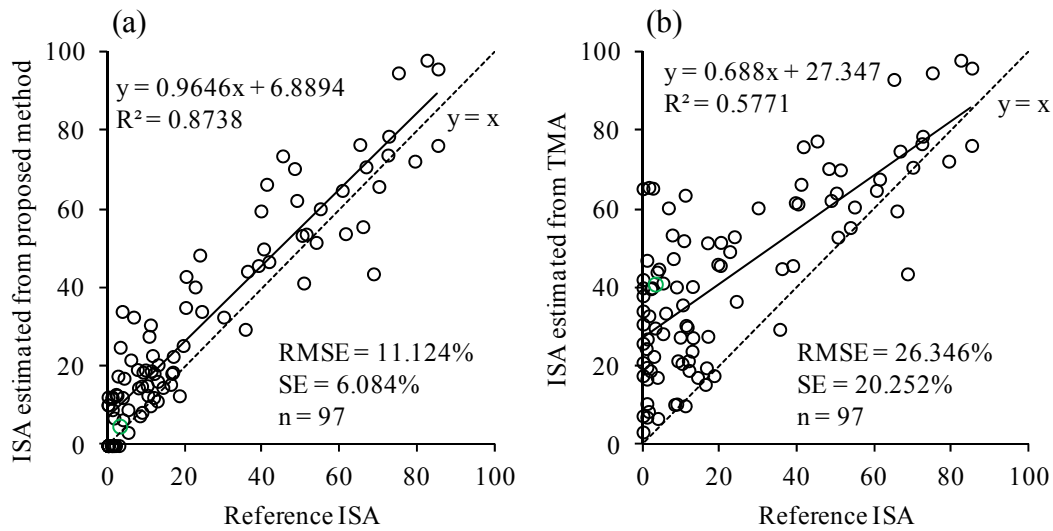 (a)
ISA estimated from proposed method
100
80
60
40
20
0
y = 0.9646x + 6.8894
R² = 0.8738
y = x
RMSE = 11.124%
SE = 6.084%
n = 97
0 20 40 60 80 100
Reference ISA
(b)
ISA estimated from TMA
100
80
60
40
20
0
y = 0.688x + 27.347
R² = 0.5771
y = x
RMSE = 26.346%
SE = 20.252%
n = 97
0 20 40 60 80 100
Reference ISA